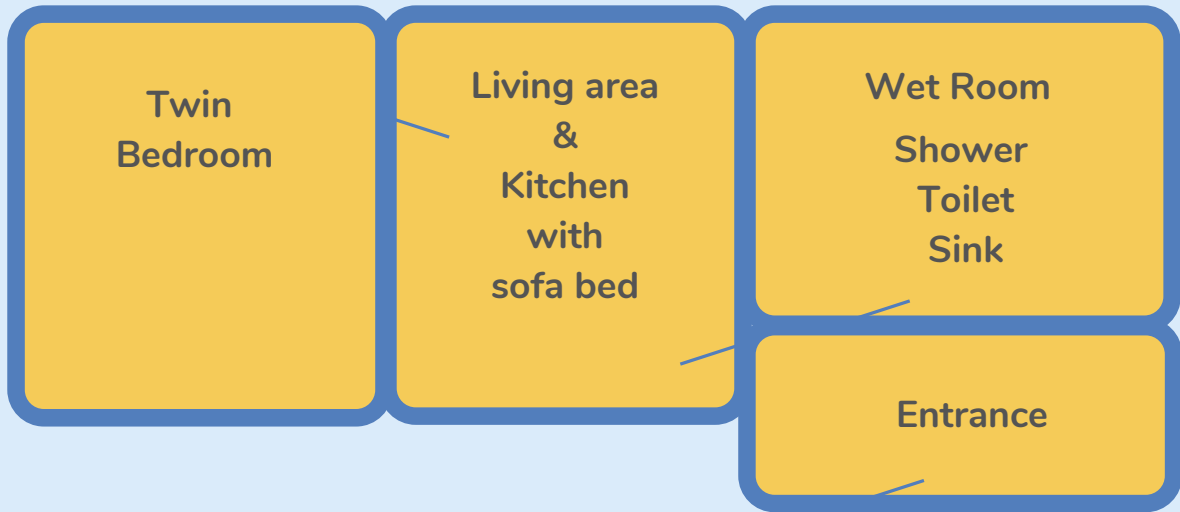 Twin
Bedroom
Living area
&
Kitchen
with
sofa bed
Wet Room
Shower
Toilet
Sink
Entrance